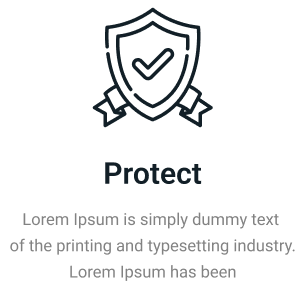 Protect
Lorem Ipsum is simply dummy text
of the printing and typesetting industry.
Lorem Ipsum has been